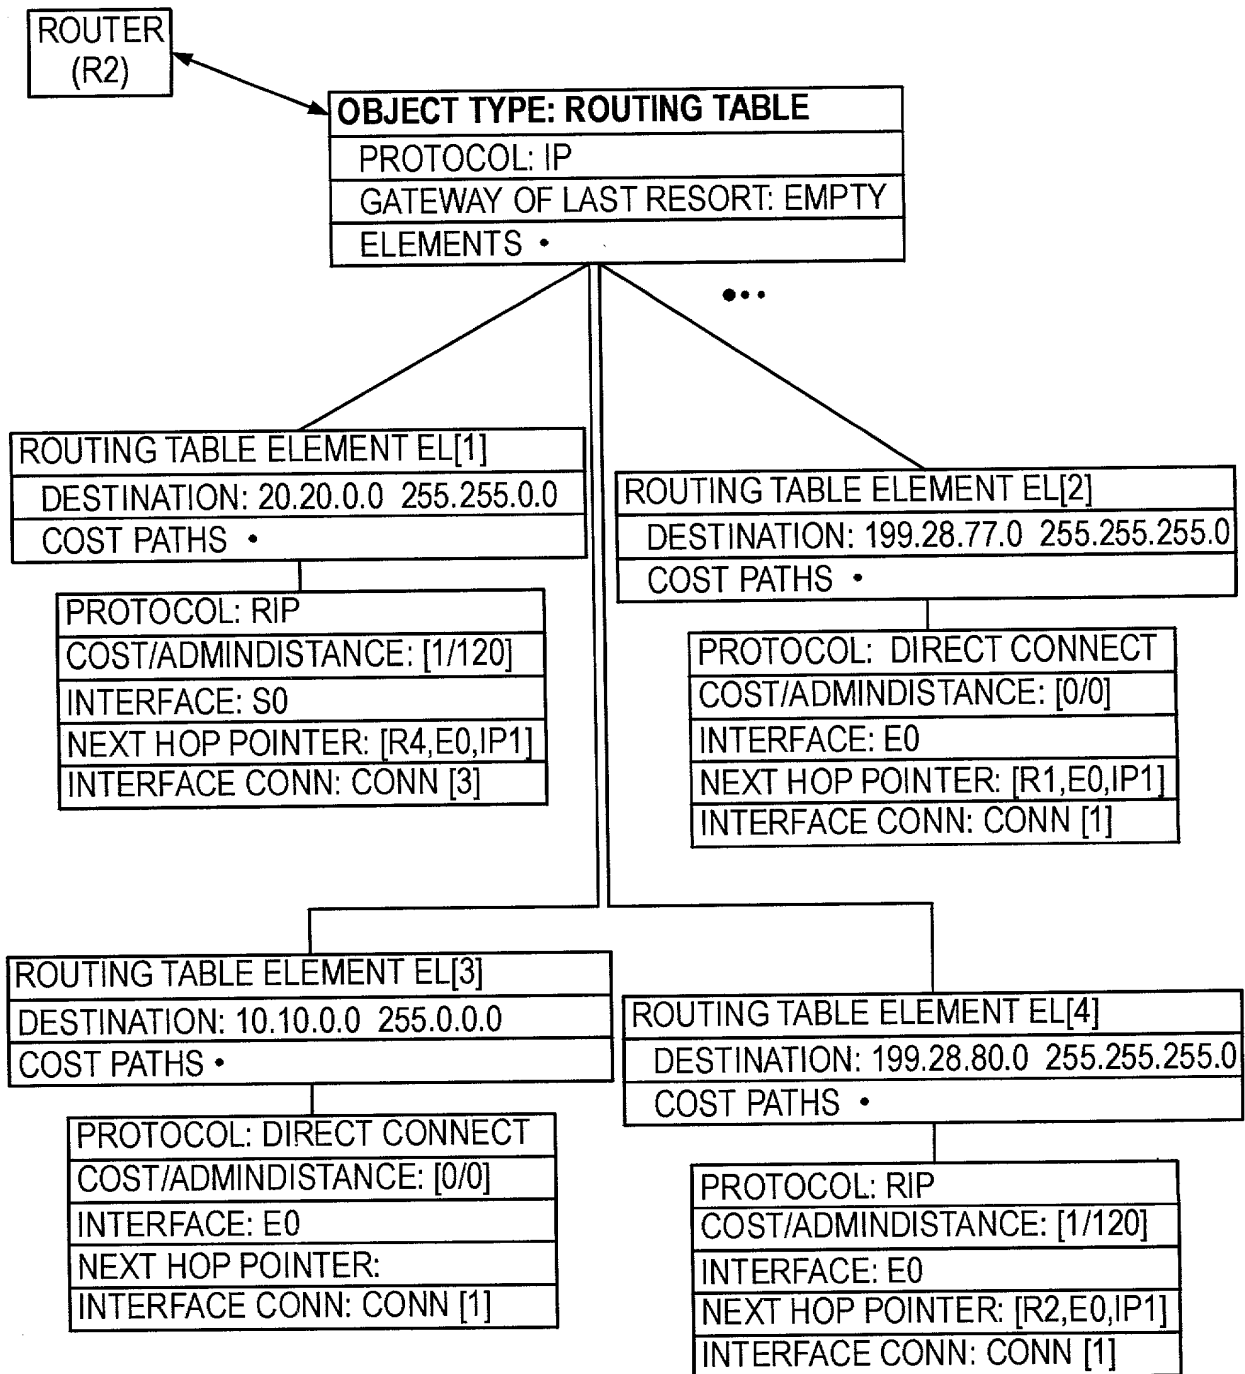 ROUTER
(R2)
OBJECT TYPE: ROUTING TABLE
PROTOCOL: IP
GATEWAY OF LAST RESORT: EMPTY
ELEMENTS •
ROUTING TABLE ELEMENT EL[1]
DESTINATION: 20.20.0.0 255.255.0.0
COST PATHS •
PROTOCOL: RIP
COST/ADMINDISTANCE: [1/120]
INTERFACE: S0
NEXT HOP POINTER: [R4,E0,IP1]
INTERFACE CONN: CONN [3]
ROUTING TABLE ELEMENT EL[2]
DESTINATION: 199.28.77.0 255.255.255.0
COST PATHS •
PROTOCOL: DIRECT CONNECT
COST/ADMINDISTANCE: [0/0]
INTERFACE: E0
NEXT HOP POINTER: [R1,E0,IP1]
INTERFACE CONN: CONN [1]
ROUTING TABLE ELEMENT EL[3]
DESTINATION: 10.10.0.0 255.0.0.0
COST PATHS •
PROTOCOL: DIRECT CONNECT
COST/ADMINDISTANCE: [0/0]
INTERFACE: E0
NEXT HOP POINTER:
INTERFACE CONN: CONN [1]
ROUTING TABLE ELEMENT EL[4]
DESTINATION: 199.28.80.0 255.255.255.0
COST PATHS •
PROTOCOL: RIP
COST/ADMINDISTANCE: [1/120]
INTERFACE: E0
NEXT HOP POINTER: [R2,E0,IP1]
INTERFACE CONN: CONN [1]